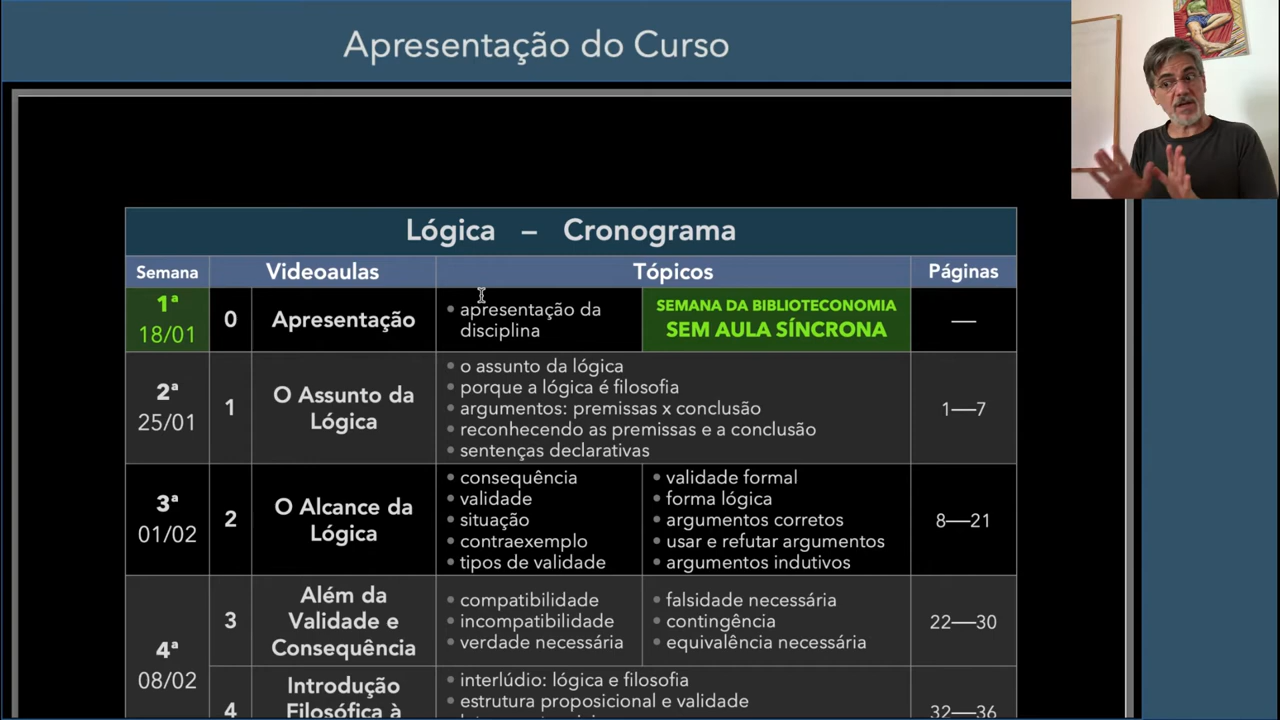 Apresentação do Curso
Lógica – Cronograma
Semana Videoaulas Tópicos Páginas
1ª
18/01
0
Apresentação
• apresentação da
disciplina
SEMANA DA BIBLIOTECONOMIA
SEM AULA SÍNCRONA
—
2ª
25/01
1
O Assunto da
Lógica
• o assunto da lógica
• porque a lógica é filosofia
• argumentos: premissas x conclusão
• reconhecendo as premissas e a conclusão
• sentenças declarativas
1—7
3ª
01/02
2
O Alcance da
Lógica
• consequência
• validade
• situação
• contraexemplo
• tipos de validade
• validade formal
• forma lógica
• argumentos corretos
• usar e refutar argumentos
• argumentos indutivos
8—21
4ª
08/02
3
Além da
Validade e
Consequência
• compatibilidade
• incompatibilidade
• verdade necessária
• falsidade necessária
• contingência
• equivalência necessária
22—30
4
Introdução
Filosófica à
• interlúdio: lógica e filosofia
• estrutura proposicional e validade
32—36